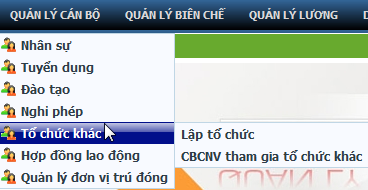 QUẢN LÝ CÁN BỘ
QUẢN LÝ BIÊN CHẾ
QUẢN LÝ LƯƠNG
Nhân sự
Tuyển dụng
Đào tạo
Nghỉ phép
Tổ chức khác
Hợp đồng lao động
Quản lý đơn vị trú đóng
Lập tổ chức
CBCNV tham gia tổ chức khác
QUẢN LÝ